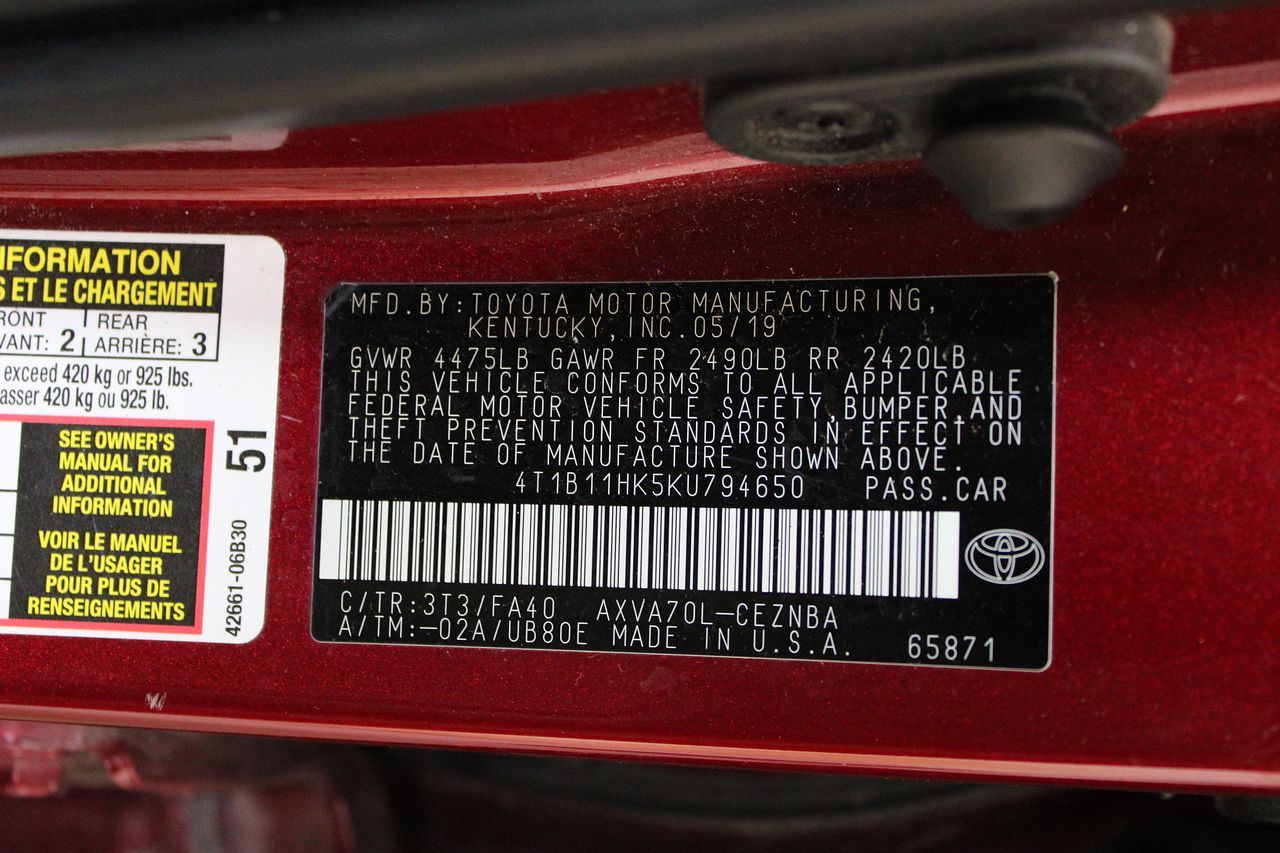 NFORMATION
S ET LE CHARGEMENT
RONT REAR
VANT: 2 ARRIÈRE: 3
exceed 420 kg or 925 lbs.
asser 420 kg ou 925 lb.
SEE OWNER'S
MANUAL FOR
ADDITIONAL
INFORMATION
VOIR LE MANUEL
DE L'USAGER
POUR PLUS DE
RENSEIGNEMENTS
51
42661-06B30
MFD.BY:TOYOTA MOTOR MANUFACTURING,
KENTUCKY,INC.05/19
GVWR 4475LB GAWR FR 2490LB RR 2420LB
THIS VEHICLE CONFORMS TO ALL APPLICABLE
FEDERAL MOTOR VEHICLE SAFETY,BUMPER,AND
THEFT PREVENTION STANDARDS IN EFFECT ON
THE DATE OF MANUFACTURE SHOWN ABOVE.
4T1B11HK5KU794650 PASS.CAR
C/TR:3T3/FA40 AXVA70L-CEZNBA
A/TM:-02A/UB80E MADE IN U.S.A. 65871